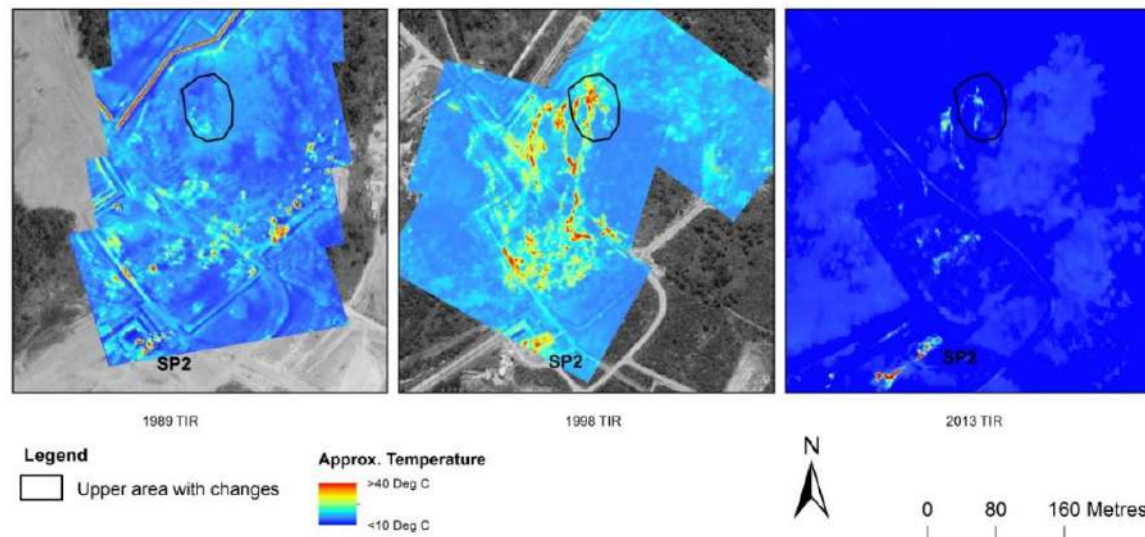 SP2
SP2
SP2
1989 TIR
1998 TIR
2013 TIR
Legend
Upper area with changes
Approx. Temperature
>40 Deg C
<10 Deg C
N
0 80 160 Metres